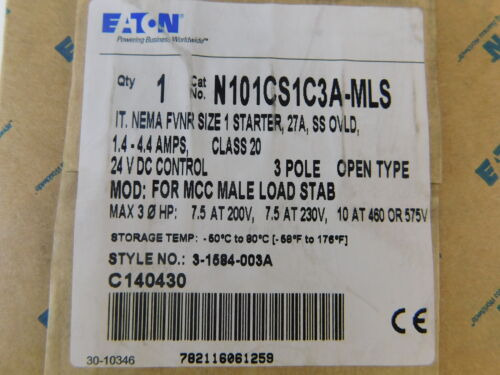 EATON
Powering Business Worldwide™
Qty 1 Cat No. N101CS1C3A-MLS
IT. NEMA FVNR SIZE 1 STARTER, 27A, SS OVLD,
1.4 - 4.4 AMPS, CLASS 20
24 V DC CONTROL 3 POLE OPEN TYPE
MOD: FOR MCC MALE LOAD STAB
MAX 3 Ø HP: 7.5 AT 200V, 7.5 AT 230V, 10 AT 460 OR 575V
STORAGE TEMP: -50°C to 80°C [-58°F to 176°F]
STYLE NO.: 3-1584-003A
C140430
CE
30-10346 782116061259